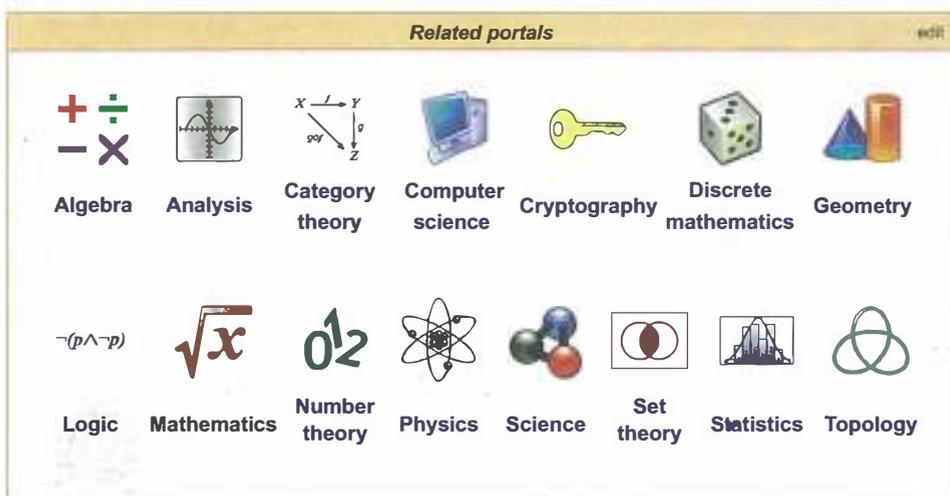 Related portals
edit
X f Y
g∘f g
Z
Algebra
Analysis
Category
theory
Computer
science
Cryptography
Discrete
mathematics
Geometry
¬(p∧¬p)
√x
012
Logic
Mathematics
Number
theory
Physics
Science
Set
theory
Statistics
Topology